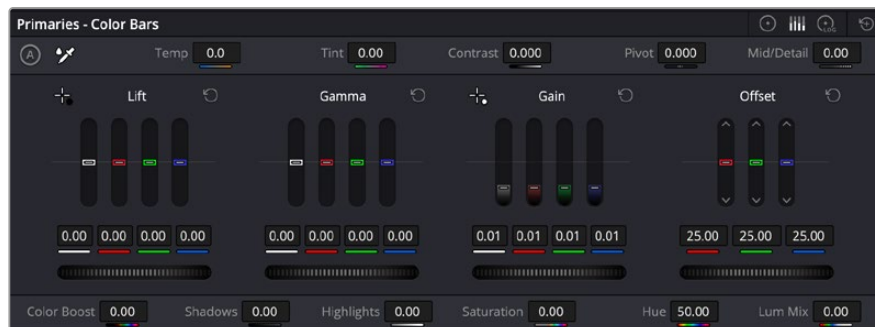 Primaries - Color Bars
LOG
A
Temp 0.0 Tint 0.00 Contrast 0.000 Pivot 0.000 Mid/Detail 0.00
Lift Gamma Gain Offset
0.00 0.00 0.00 0.00 0.00 0.00 0.00 0.00 0.01 0.01 0.01 0.01 25.00 25.00 25.00
Color Boost 0.00 Shadows 0.00 Highlights 0.00 Saturation 0.00 Hue 50.00 Lum Mix 0.00